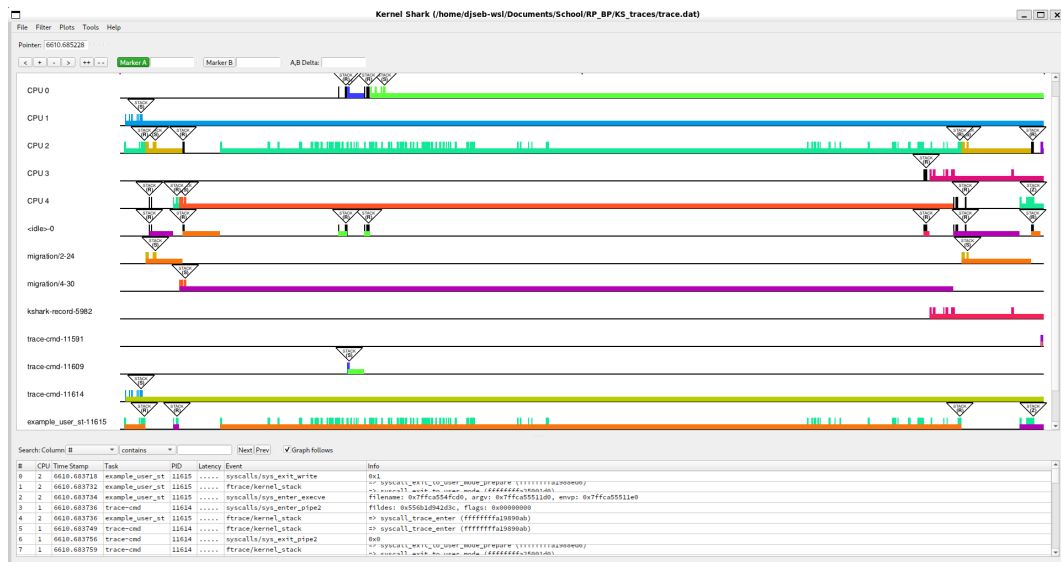 Kernel Shark (/home/djseb-wsl/Documents/School/RP_BP/KS_traces/trace.dat)
File Filter Plots Tools Help
Pointer: 6610.685228
< + - > ++ -- Marker A Marker B A,B Delta:
CPU 0
CPU 1
CPU 2
CPU 3
CPU 4
<idle>-0
migration/2-24
migration/4-30
kshark-record-5982
trace-cmd-11591
trace-cmd-11609
trace-cmd-11614
example_user_st-11615
Search: Column # contains Next Prev Graph follows
# CPU Time Stamp Task PID Latency Event Info
0 2 6610.683718 example_user_st 11615 ..... syscalls/sys_exit_write 0x1
1 2 6610.683732 example_user_st 11615 ..... ftrace/kernel_stack
2 2 6610.683734 example_user_st 11615 ..... syscalls/sys_enter_execve filename: 0x7ffca554fcd0, argv: 0x7ffca55511d0, envp: 0x7ffca55511e0
3 1 6610.683736 trace-cmd 11614 ..... syscalls/sys_enter_pipe2 fildes: 0x556b1d942d3c, flags: 0x00000000
4 2 6610.683736 example_user_st 11615 ..... ftrace/kernel_stack => syscall_trace_enter (ffffffffa19890ab)
5 1 6610.683749 trace-cmd 11614 ..... ftrace/kernel_stack => syscall_trace_enter (ffffffffa19890ab)
6 1 6610.683756 trace-cmd 11614 ..... syscalls/sys_exit_pipe2 0x0
7 1 6610.683759 trace-cmd 11614 ..... ftrace/kernel_stack